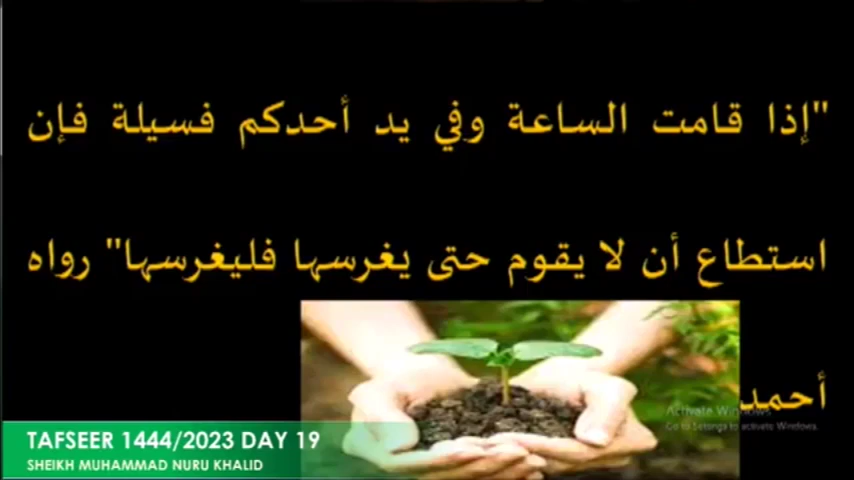 "إذا قامت الساعة وفي يد أحدكم فسيلة فإن
استطاع أن لا يقوم حتى يغرسها فليغرسها" رواه
أحمد
Activate Windows
Go to Settings to activate Windows.
TAFSEER 1444/2023 DAY 19
SHEIKH MUHAMMAD NURU KHALID